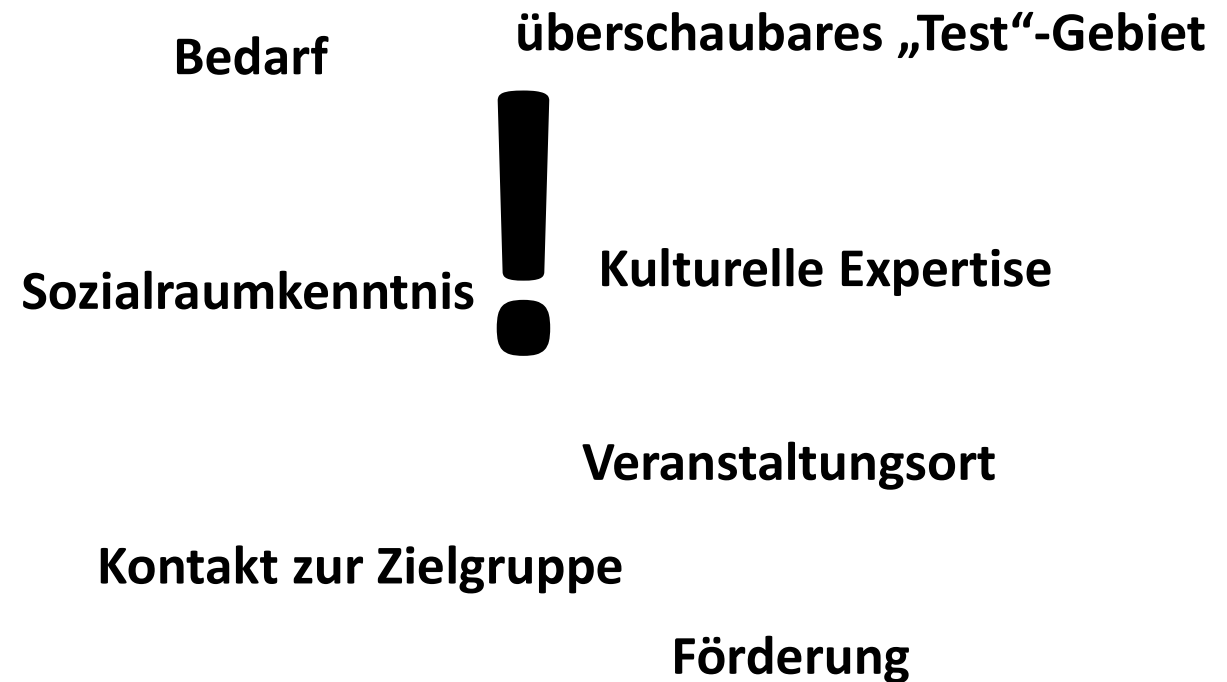 überschaubares „Test“-Gebiet
Bedarf
!
Kulturelle Expertise
Sozialraumkenntnis
Veranstaltungsort
Kontakt zur Zielgruppe
Förderung